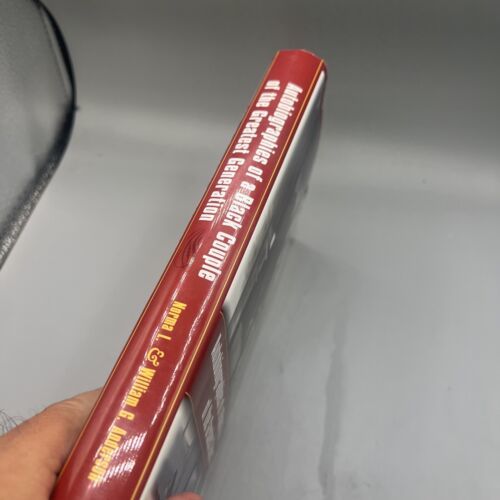 Autobiographies of a Black Couple
of the Greatest Generation
Norma L. & William G. Anderson